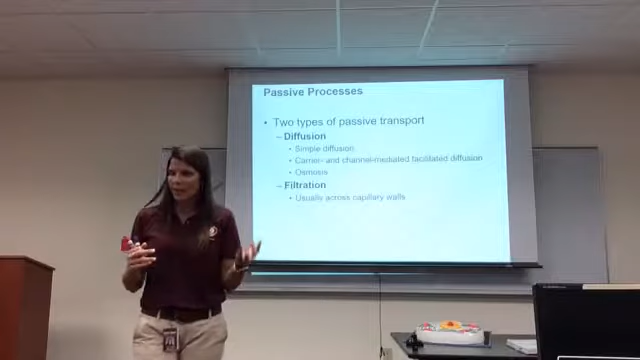 Passive Processes
• Two types of passive transport
– Diffusion
• Simple diffusion
• Carrier- and channel-mediated facilitated diffusion
• Osmosis
– Filtration
• Usually across capillary walls